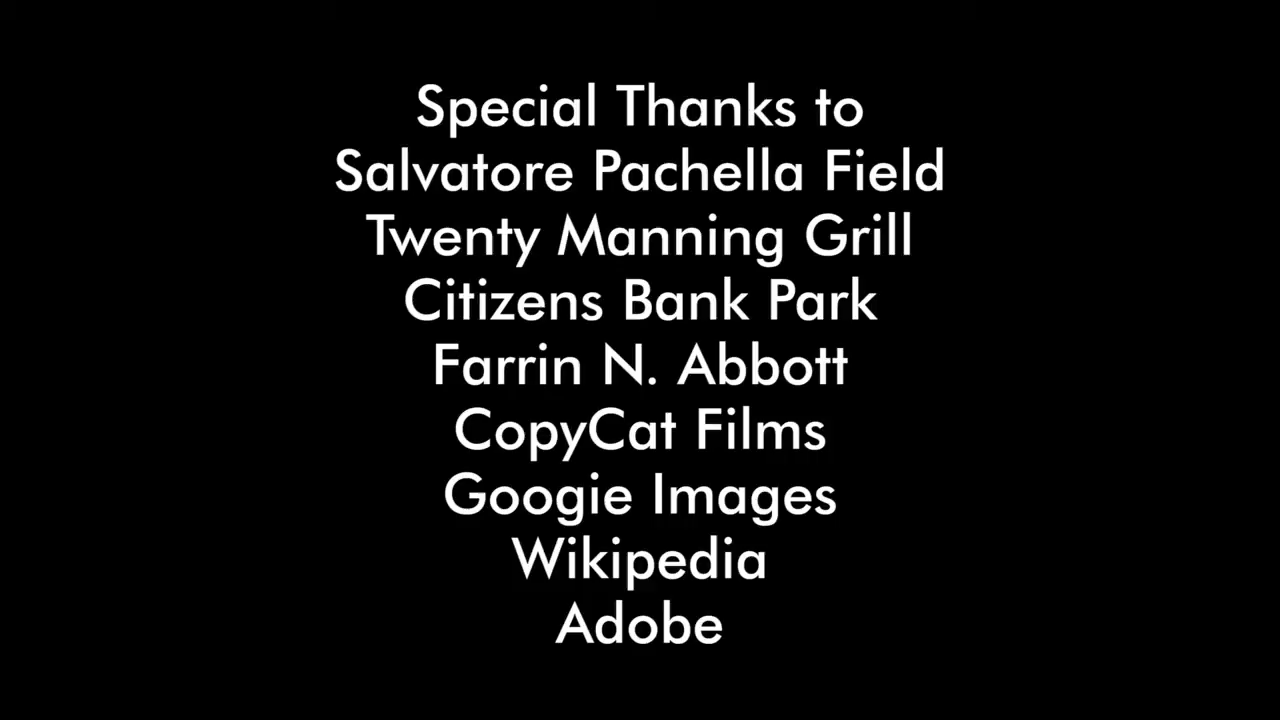 Special Thanks to
Salvatore Pachella Field
Twenty Manning Grill
Citizens Bank Park
Farrin N. Abbott
CopyCat Films
Googie Images
Wikipedia
Adobe